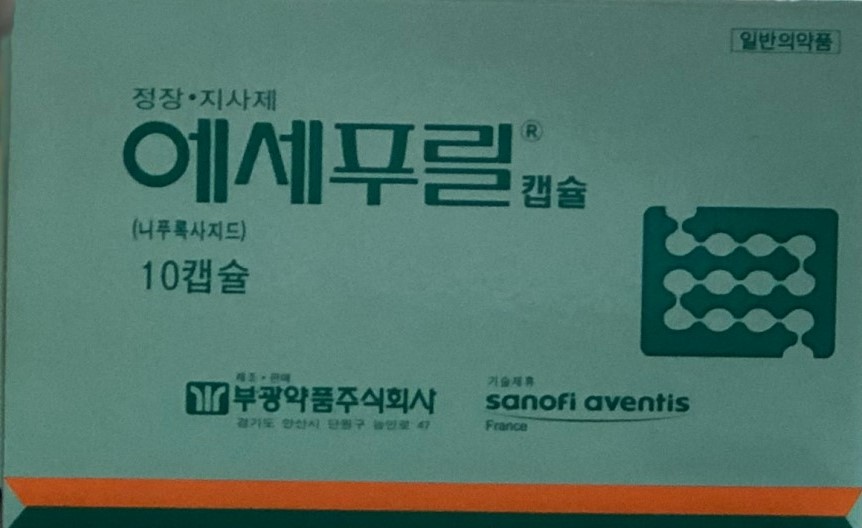 일반의약품
정장•지사제
에세푸릴® 캡슐
(니푸록사지드)
10캡슐
제조•판매
부광약품주식회사
경기도 안산시 단원구 능안로 47
기술제휴
sanofi aventis
France